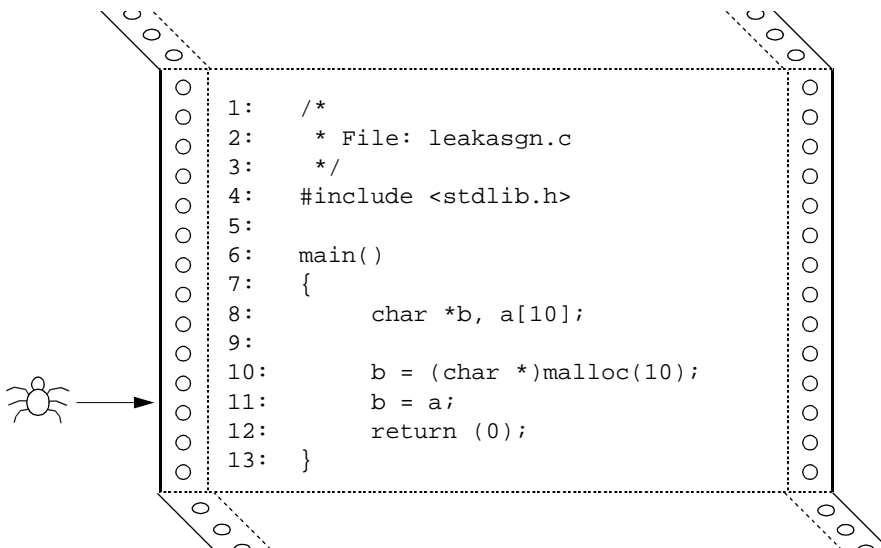 1: /*
2: * File: leakasgn.c
3: */
4: #include <stdlib.h>
5:
6: main()
7: {
8: char *b, a[10];
9:
10: b = (char *)malloc(10);
11: b = a;
12: return (0);
13: }